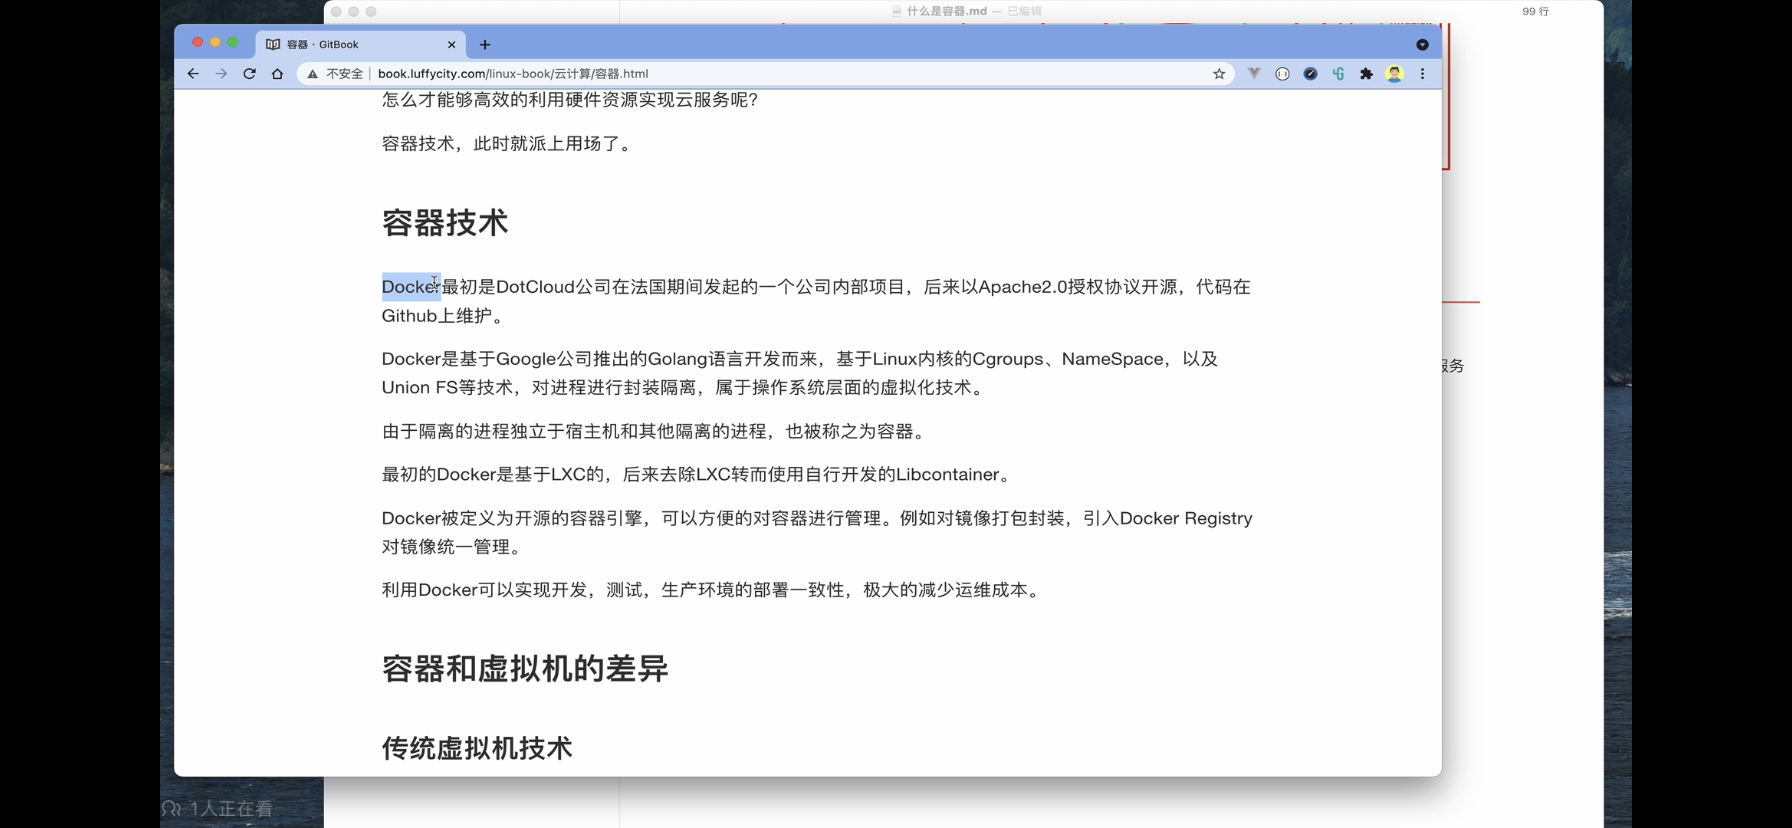 什么是容器.md — 已编辑
99 行
容器 · GitBook
不安全 | book.luffycity.com/linux-book/云计算/容器.html
怎么才能够高效的利用硬件资源实现云服务呢?
容器技术，此时就派上用场了。
容器技术
Docker最初是DotCloud公司在法国期间发起的一个公司内部项目，后来以Apache2.0授权协议开源，代码在
Github上维护。
Docker是基于Google公司推出的Golang语言开发而来，基于Linux内核的Cgroups、NameSpace，以及
服务
Union FS等技术，对进程进行封装隔离，属于操作系统层面的虚拟化技术。
由于隔离的进程独立于宿主机和其他隔离的进程，也被称之为容器。
最初的Docker是基于LXC的，后来去除LXC转而使用自行开发的Libcontainer。
Docker被定义为开源的容器引擎，可以方便的对容器进行管理。例如对镜像打包封装，引入Docker Registry
对镜像统一管理。
利用Docker可以实现开发，测试，生产环境的部署一致性，极大的减少运维成本。
容器和虚拟机的差异
传统虚拟机技术
1人正在看